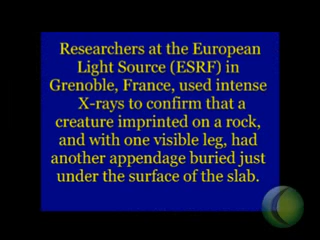 Researchers at the European
Light Source (ESRF) in
Grenoble, France, used intense
X-rays to confirm that a
creature imprinted on a rock,
and with one visible leg, had
another appendage buried just
under the surface of the slab.